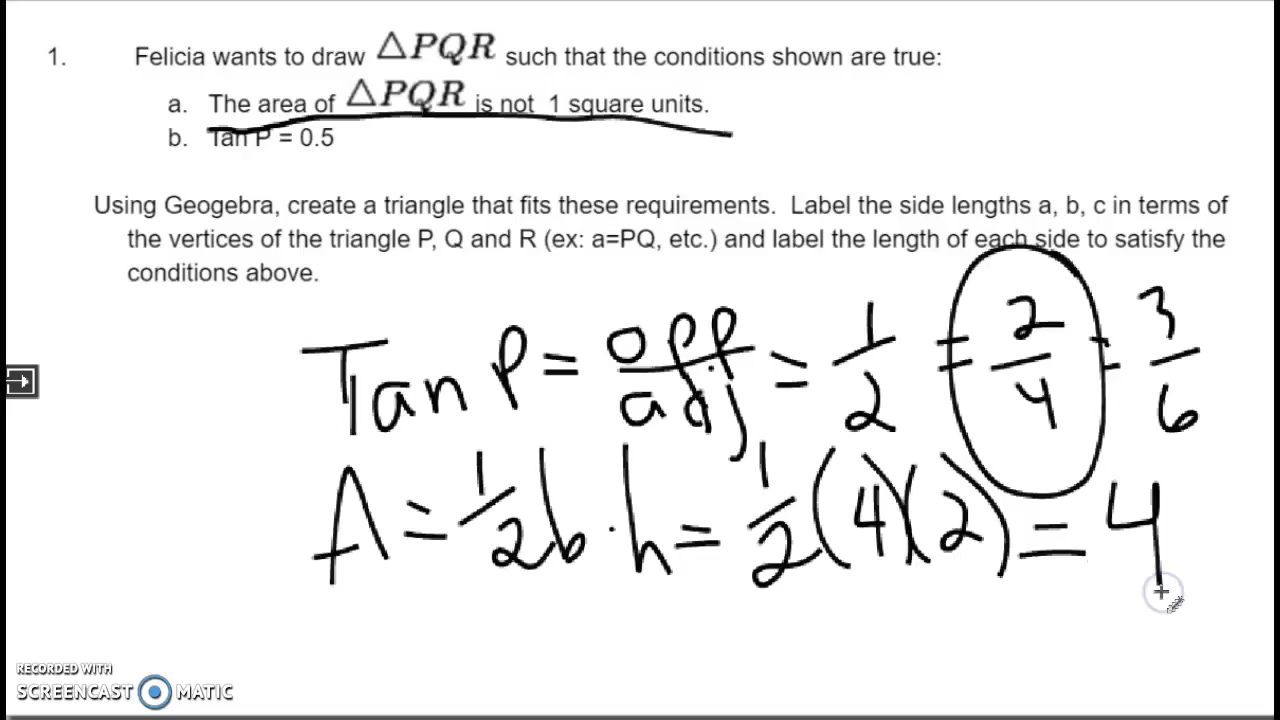 1. Felicia wants to draw △PQR such that the conditions shown are true:
a. The area of △PQR is not 1 square units.
b. Tan P = 0.5
Using Geogebra, create a triangle that fits these requirements. Label the side lengths a, b, c in terms of
the vertices of the triangle P, Q and R (ex: a=PQ, etc.) and label the length of each side to satisfy the
conditions above.
Tan P = opp/adj = 1/2 = 2/4 = 3/6
A = 1/2 b · h = 1/2 (4)(2) = 4
RECORDED WITH
SCREENCAST MATIC